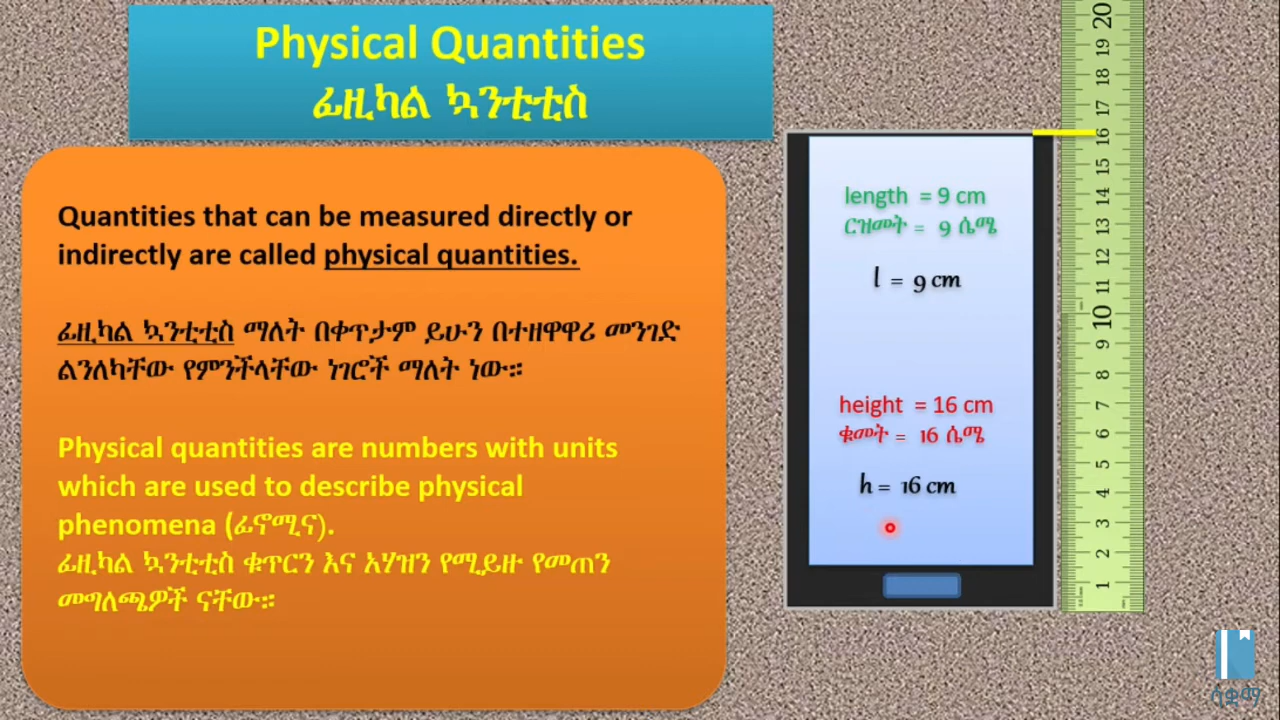 Physical Quantities
ፊዚካል ኳንቲቲስ
Quantities that can be measured directly or
indirectly are called physical quantities.
ፊዚካል ኳንቲቲስ ማለት በቀጥታም ይሁን በተዘዋዋሪ መንገድ
ልንለካቸው የምንችላቸው ነገሮች ማለት ነው።
Physical quantities are numbers with units
which are used to describe physical
phenomena (ፊኖሚና).
ፊዚካል ኳንቲቲስ ቁጥርን እና አሃዝን የሚይዙ የመጠን
መግለጫዎች ናቸው።
length = 9 cm
ርዝመት = 9 ሴሜ
l = 9 cm
height = 16 cm
ቁመት = 16 ሴሜ
h = 16 cm
20
19
18
17
16
15
14
13
12
11
10
9
8
7
6
5
4
3
2
1